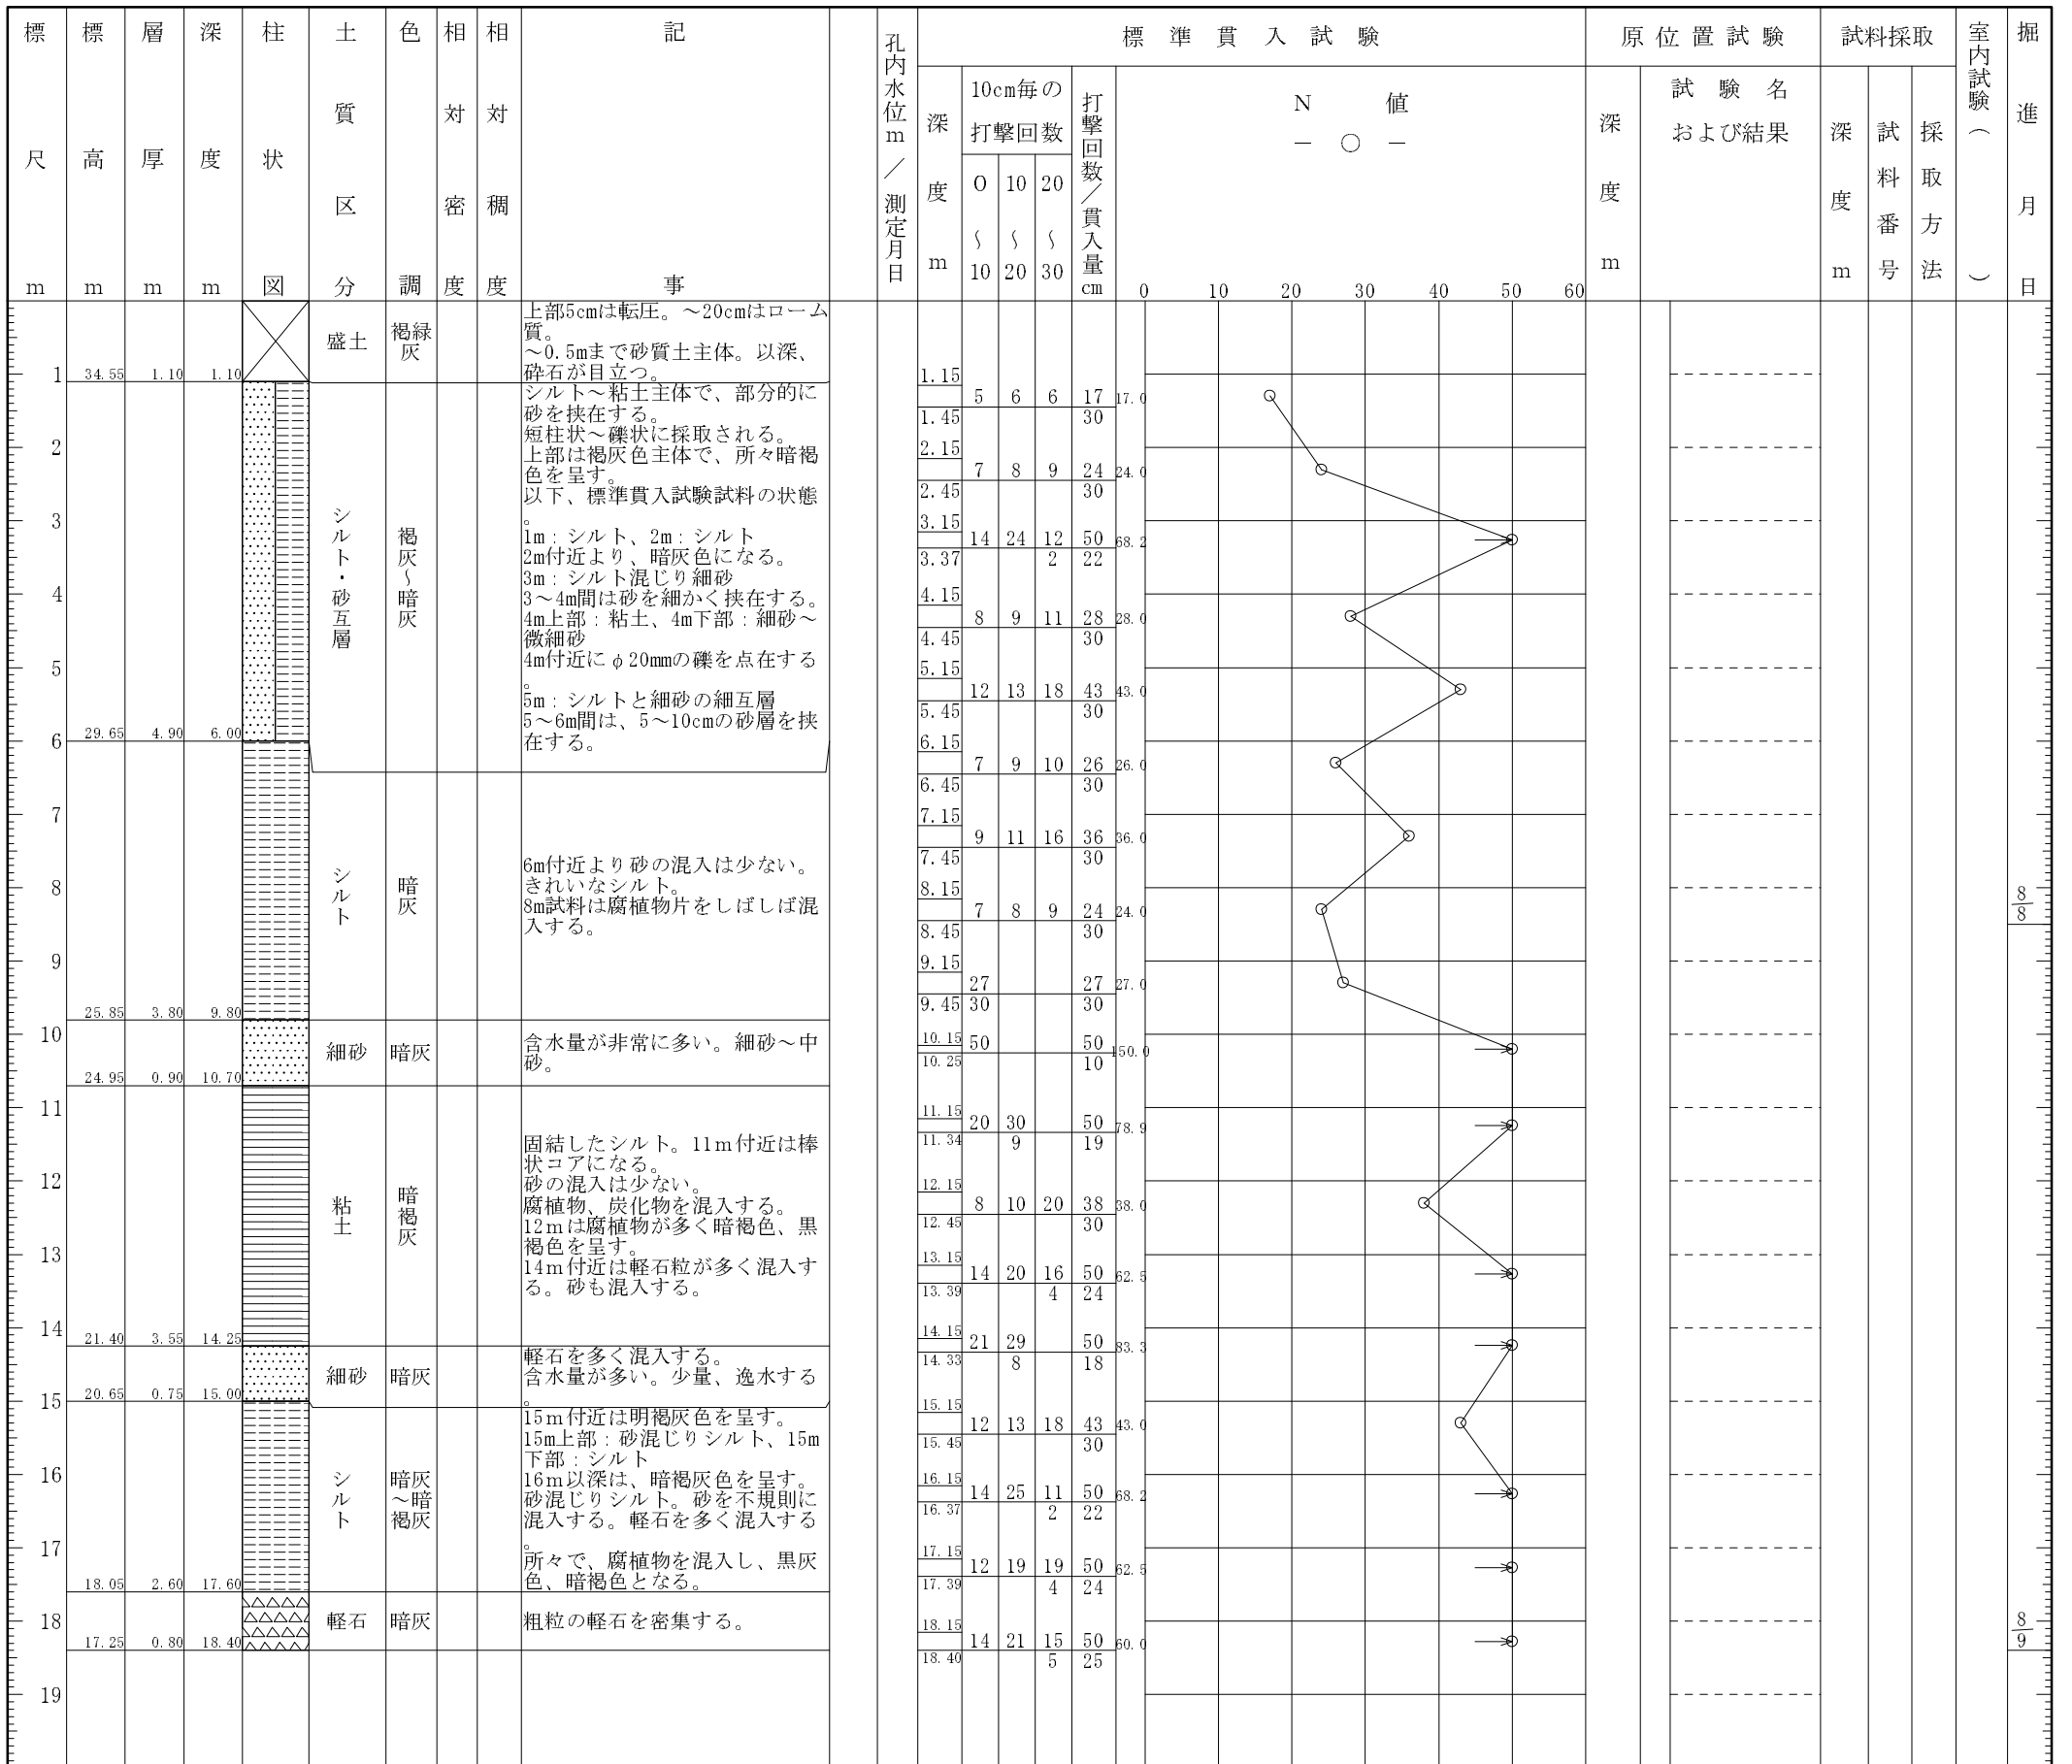 標尺m
標高m
層厚m
深度m
柱状図
土質区分
色調
相対密度
相対稠度
記事
孔内水位m／測定月日
標準貫入試験
深度m
10cm毎の
打撃回数
0～10
10～20
20～30
打撃回数／貫入量cm
N 値
－ ○ －
0 10 20 30 40 50 60
原位置試験
深度m
試験名
および結果
試料採取
深度m
試料番号
採取方法
室内試験（ ）
掘進月日
34.55 1.10 1.10
盛土
褐緑
灰
上部5cmは転圧。～20cmはローム
質。
～0.5mまで砂質土主体。以深、
砕石が目立つ。
29.65 4.90 6.00
シルト・砂互層
褐灰～暗灰
シルト～粘土主体で、部分的に
砂を挟在する。
短柱状～礫状に採取される。
上部は褐灰色主体で、所々暗褐
色を呈す。
以下、標準貫入試験試料の状態
。
1m：シルト、2m：シルト
2m付近より、暗灰色になる。
3m：シルト混じり細砂
3～4m間は砂を細かく挟在する。
4m上部：粘土、4m下部：細砂～
微細砂
4m付近にφ20mmの礫を点在する
。
5m：シルトと細砂の細互層
5～6m間は、5～10cmの砂層を挟
在する。
25.85 3.80 9.80
シルト
暗灰
6m付近より砂の混入は少ない。
きれいなシルト。
8m試料は腐植物片をしばしば混
入する。
24.95 0.90 10.70
細砂
暗灰
含水量が非常に多い。細砂～中
砂。
21.40 3.55 14.25
粘土
暗褐灰
固結したシルト。11m付近は棒
状コアになる。
砂の混入は少ない。
腐植物、炭化物を混入する。
12mは腐植物が多く暗褐色、黒
褐色を呈す。
14m付近は軽石粒が多く混入す
る。砂も混入する。
20.65 0.75 15.00
細砂
暗灰
軽石を多く混入する。
含水量が多い。少量、逸水する
。
18.05 2.60 17.60
シルト
暗灰
～暗
褐灰
15m付近は明褐灰色を呈す。
15m上部：砂混じりシルト、15m
下部：シルト
16m以深は、暗褐灰色を呈す。
砂混じりシルト。砂を不規則に
混入する。軽石を多く混入する
。
所々で、腐植物を混入し、黒灰
色、暗褐色となる。
17.25 0.80 18.40
軽石
暗灰
粗粒の軽石を密集する。
1
2
3
4
5
6
7
8
9
10
11
12
13
14
15
16
17
18
19
1.15
5 6 6 17 17.0
1.45 30
2.15
7 8 9 24 24.0
2.45 30
3.15
14 24 12 50 68.2
3.37 2 22
4.15
8 9 11 28 28.0
4.45 30
5.15
12 13 18 43 43.0
5.45 30
6.15
7 9 10 26 26.0
6.45 30
7.15
9 11 16 36 36.0
7.45 30
8.15
7 8 9 24 24.0
8.45 30
9.15
27 27 27.0
9.45 30 30
10.15 50 50 150.0
10.25 10
11.15
20 30 50 78.9
11.34 9 19
12.15
8 10 20 38 38.0
12.45 30
13.15
14 20 16 50 62.5
13.39 4 24
14.15
21 29 50 83.3
14.33 8 18
15.15
12 13 18 43 43.0
15.45 30
16.15
14 25 11 50 68.2
16.37 2 22
17.15
12 19 19 50 62.5
17.39 4 24
18.15
14 21 15 50 60.0
18.40 5 25
8
8
8
9